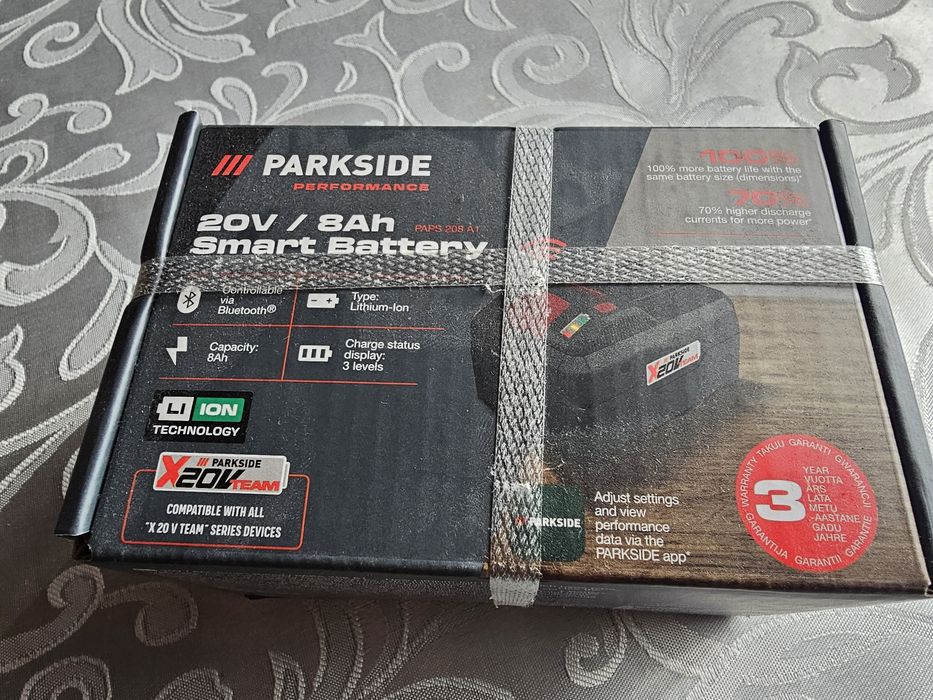 PARKSIDE
PERFORMANCE
20V / 8Ah PAPS 208 A1
Smart Battery
Controllable
via
Bluetooth®
Type:
Lithium-Ion
Capacity:
8Ah
Charge status
display:
3 levels
LI ION
TECHNOLOGY
PARKSIDE
X20V TEAM
COMPATIBLE WITH ALL
"X 20 V TEAM" SERIES DEVICES
100%
100% more battery life with the
same battery size (dimensions)*
70%
70% higher discharge
currents for more power*
PARKSIDE
X20V TEAM
PARKSIDE
Adjust settings
and view
performance
data via the
PARKSIDE app*
WARRANTY TAKUU GARANTI GWARANCJI
3
YEAR
VUOTTA
ÅRS
LATA
METŲ
-AASTANE
GADU
JAHRE
GARANTIJA GARANTII GARANTIE